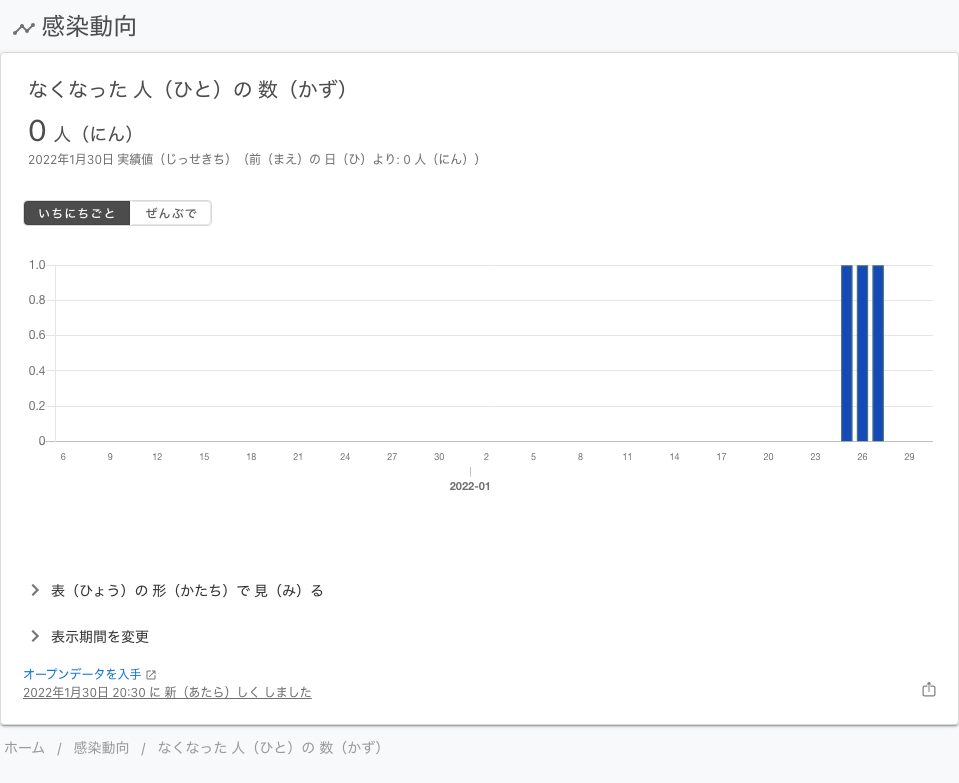 感染動向
なくなった 人（ひと）の 数（かず）
0 人（にん）
2022年1月30日 実績値（じっせきち）（前（まえ）の 日（ひ）より: 0 人（にん））
いちにちごと ぜんぶで
1.0
0.8
0.6
0.4
0.2
0
6 9 12 15 18 21 24 27 30 2 5 8 11 14 17 20 23 26 29
2022-01
表（ひょう）の 形（かたち）で 見（み）る
表示期間を変更
オープンデータを入手
2022年1月30日 20:30 に 新（あたら）しく しました
ホーム / 感染動向 / なくなった 人（ひと）の 数（かず）